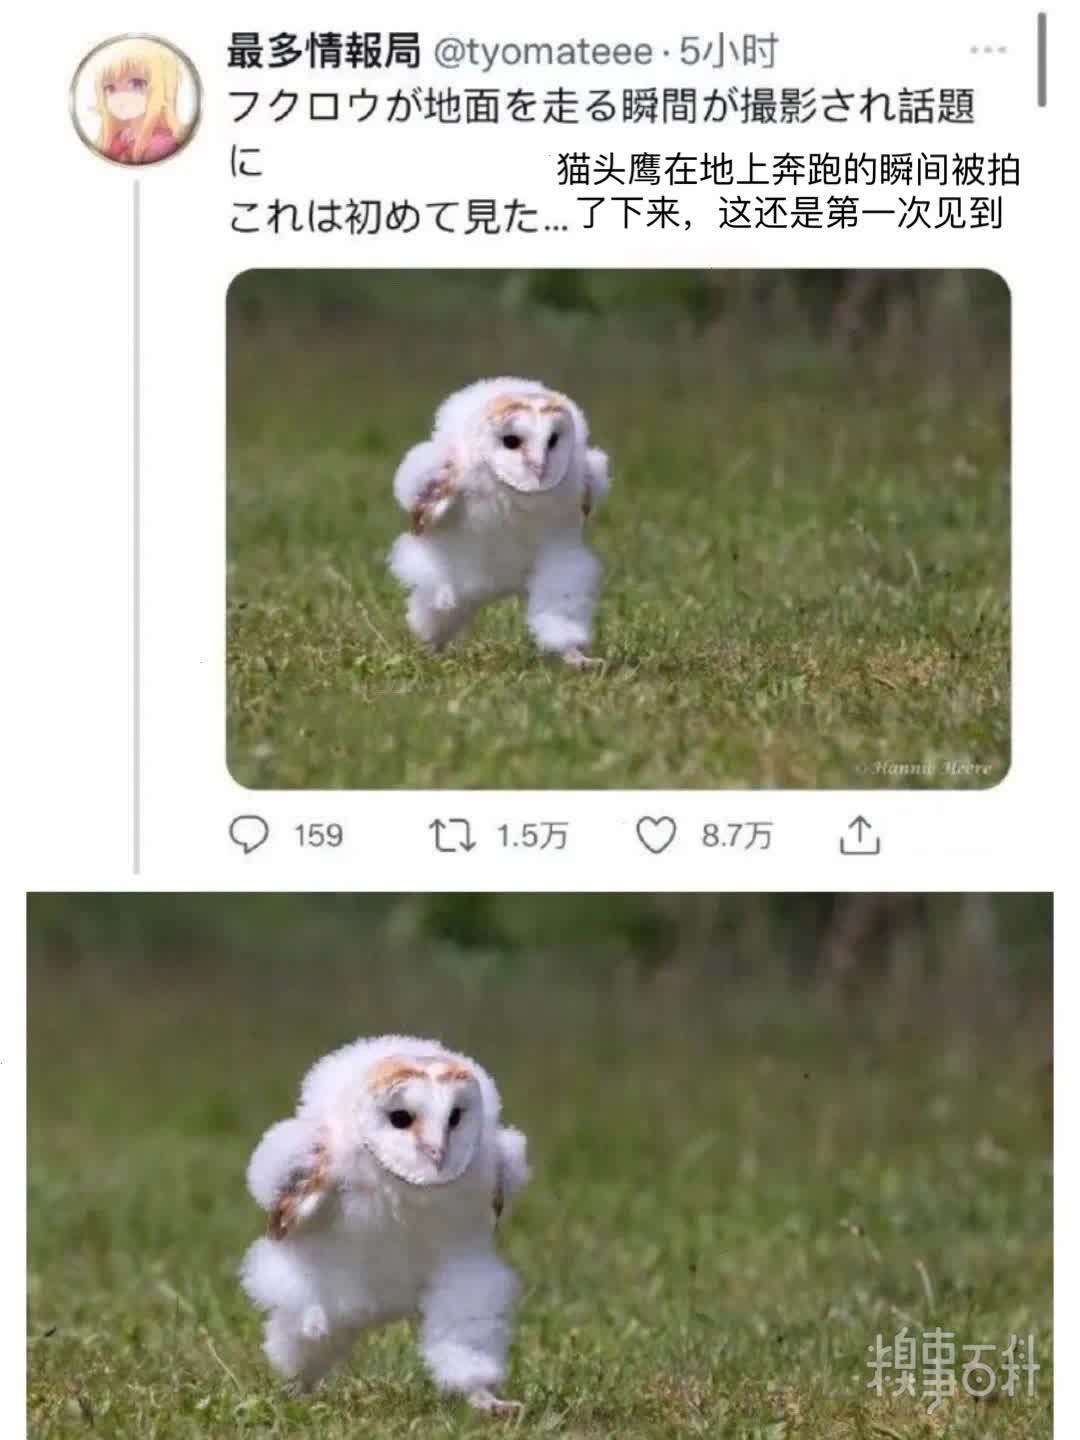 最多情報局 @tyomateee · 5小时
フクロウが地面を走る瞬間が撮影され話題
に
これは初めて見た...
猫头鹰在地上奔跑的瞬间被拍
了下来，这还是第一次见到
© Hannie Heere
159 1.5万 8.7万
糗事百科